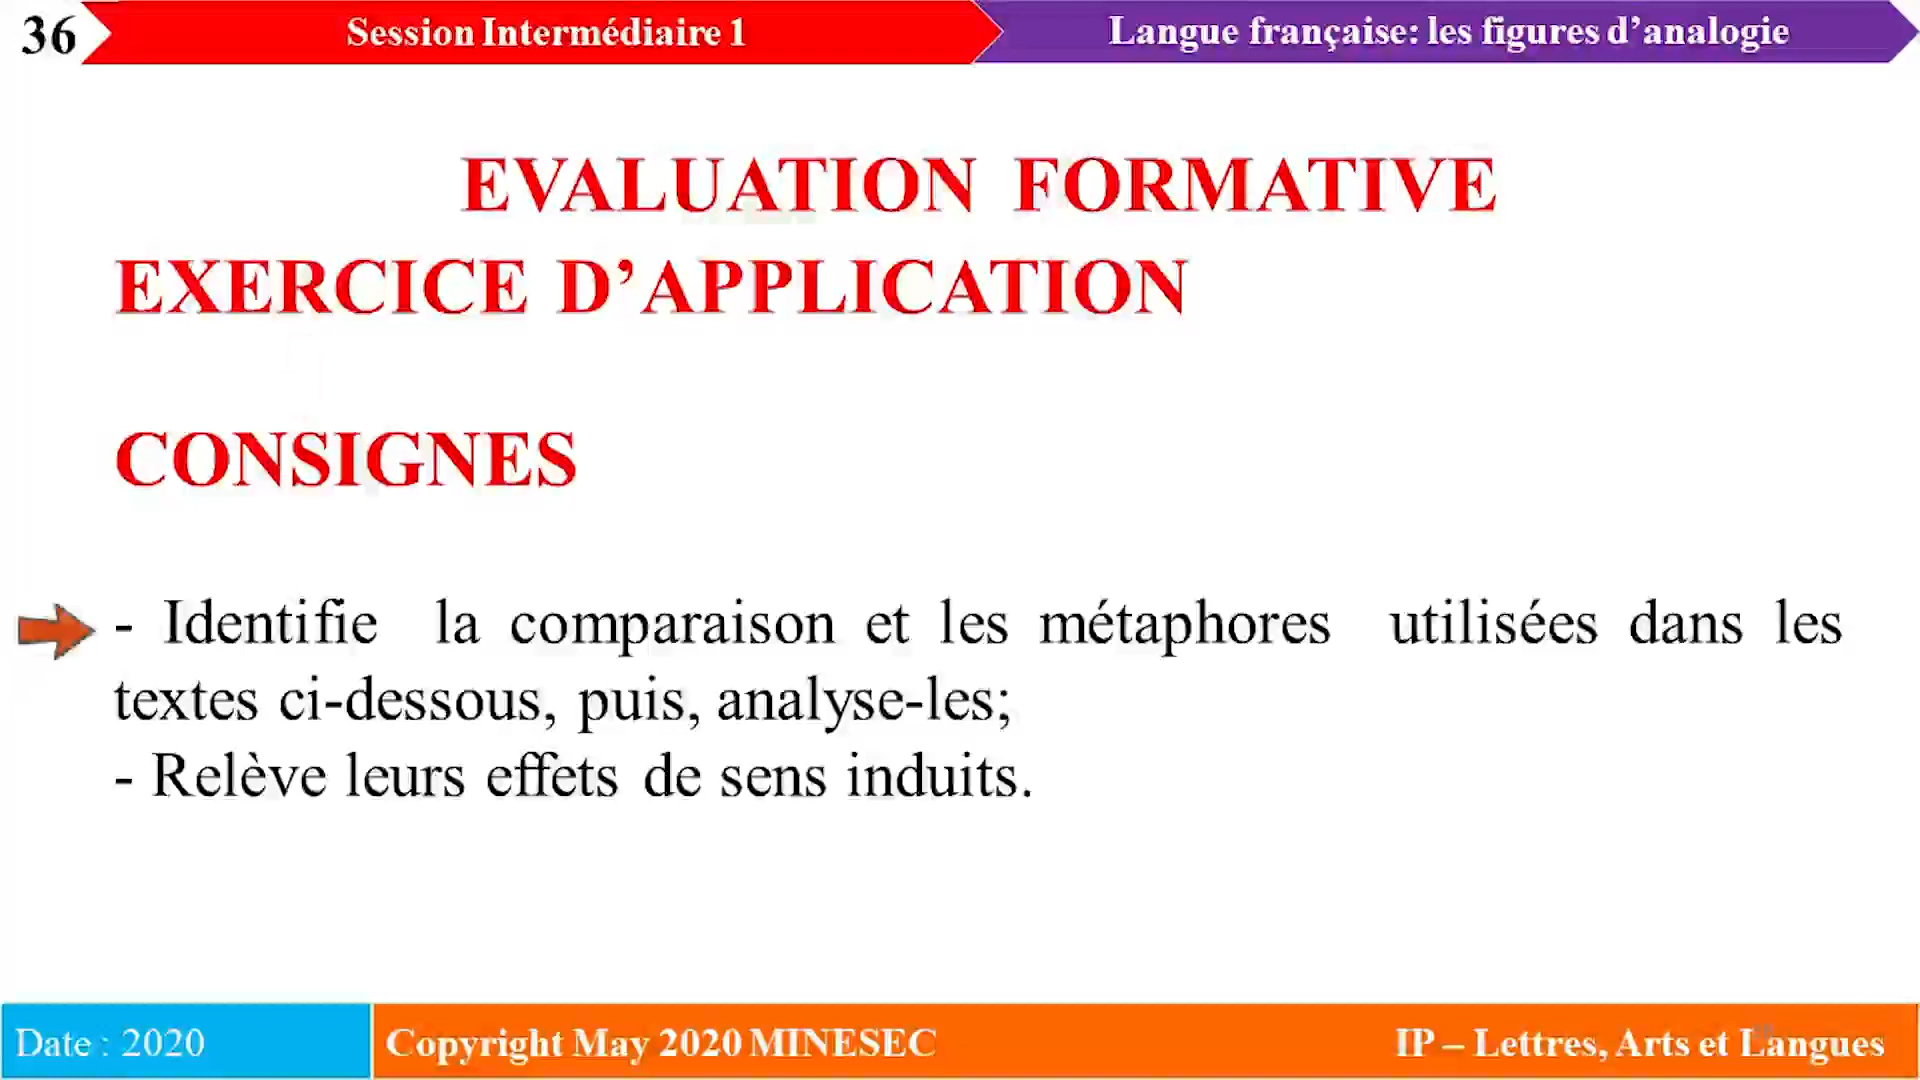 36
Session Intermédiaire 1
Langue française: les figures d’analogie
EVALUATION FORMATIVE
EXERCICE D’APPLICATION
CONSIGNES
- Identifie la comparaison et les métaphores utilisées dans les
textes ci-dessous, puis, analyse-les;
- Relève leurs effets de sens induits.
Date : 2020
Copyright May 2020 MINESEC
IP – Lettres, Arts et Langues